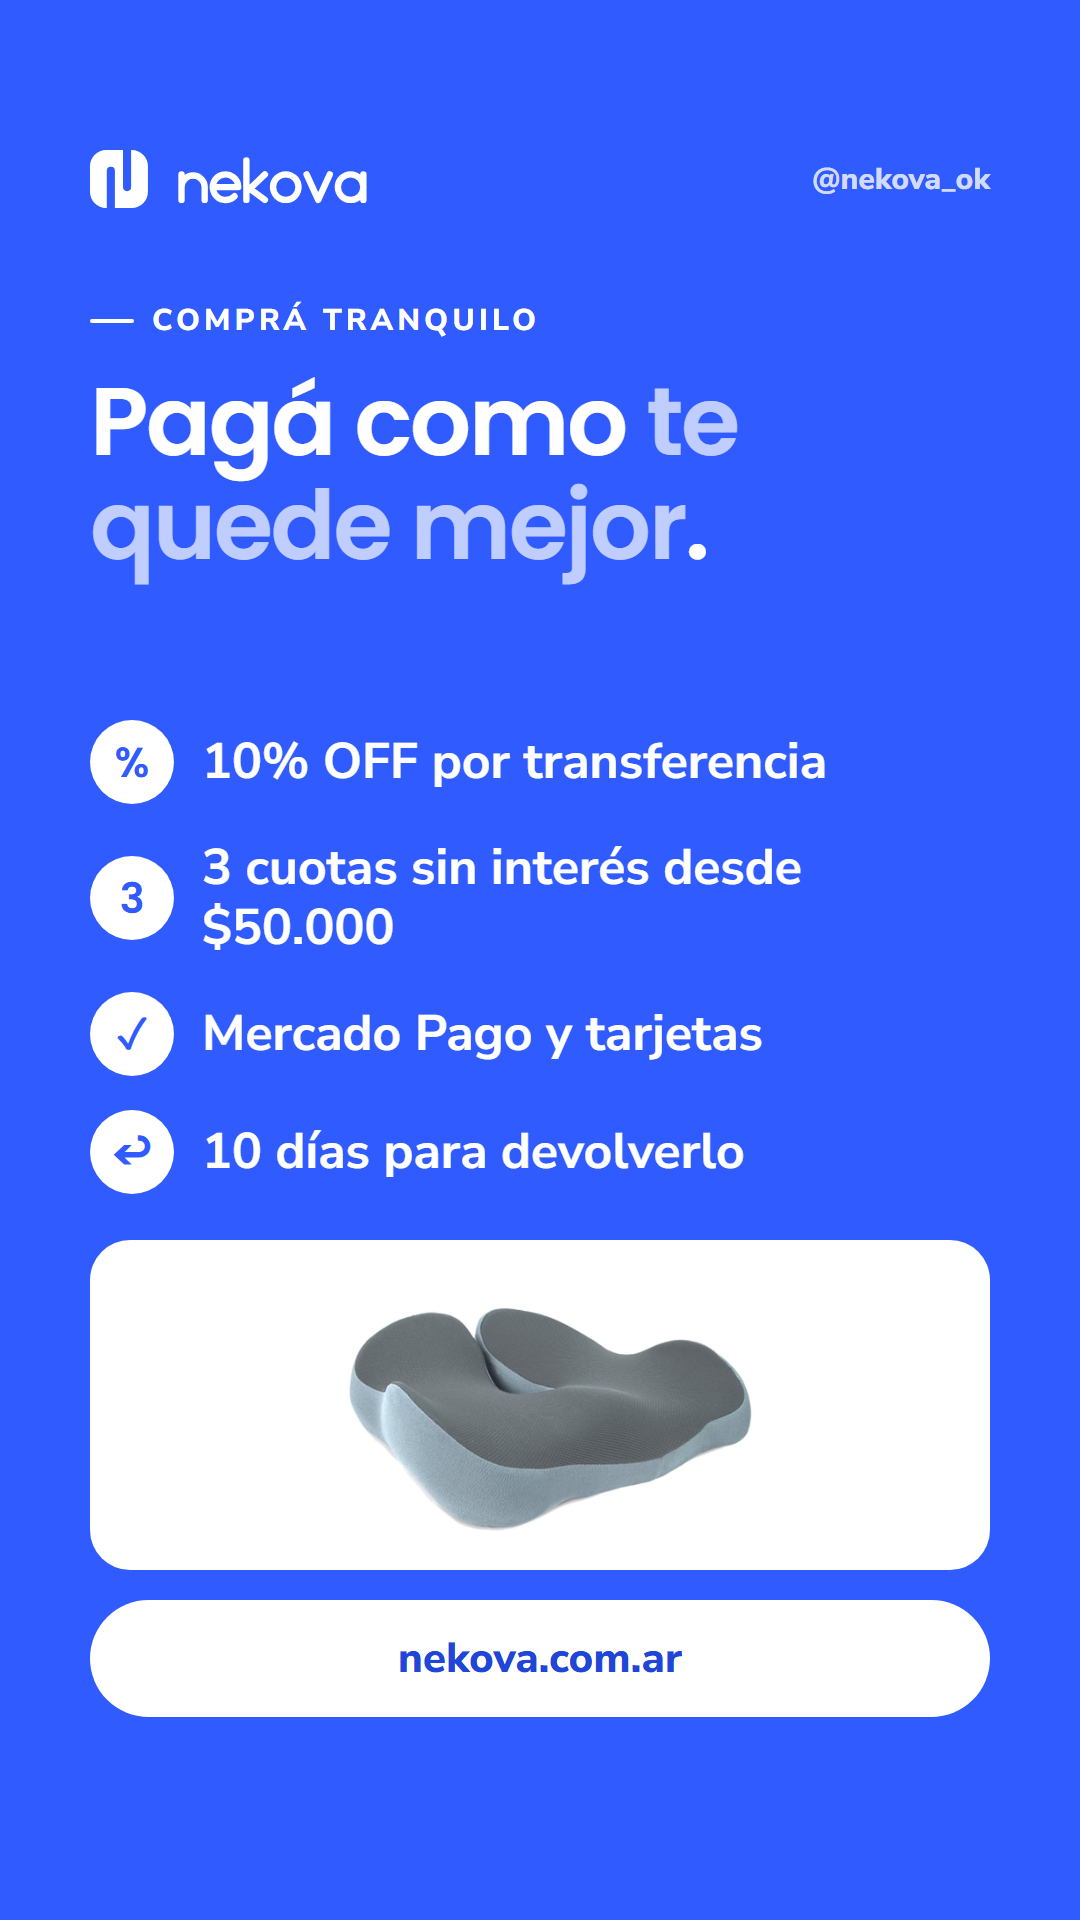 nekova
@nekova_ok
COMPRÁ TRANQUILO
Pagá como te
quede mejor.
% 10% OFF por transferencia
3 3 cuotas sin interés desde
$50.000
✓ Mercado Pago y tarjetas
↩ 10 días para devolverlo
nekova.com.ar